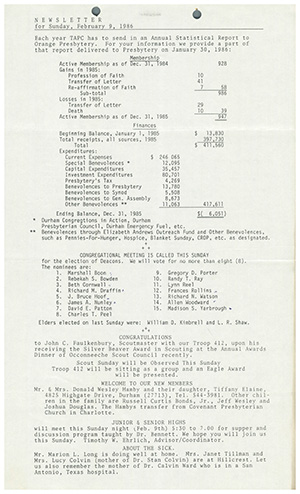 NEWSLETTER
for Sunday, February 9, 1986
Each year TAPC has to send in an Annual Statistical Report to
Orange Presbytery. For your information we provide a part of
that report delivered to Presbytery on January 30, 1986:
Membership
Active Membership as of Dec. 31, 1984 928
Gains in 1985:
Profession of Faith 10
Transfer of Letter 41
Re-affirmation of Faith 7 58
Sub-total 986
Losses in 1985:
Transfer of Letter 29
Death 10 39
Active Membership as of Dec. 31, 1985 947
Finances
Beginning Balance, January 1, 1985 $ 13,830
Total receipts, all sources, 1985 397,730
Total $ 411,560
Expenditures:
Current Expenses $ 246,065
Special Benevolences * 12,095
Capital Expenditures 35,457
Investment Expenditures 80,701
Presbytery's Tax 4,269
Benevolences to Presbytery 13,780
Benevolences to Synod 5,508
Benevolences to Gen. Assembly 8,673
Other Benevolences ** 11,063 417,611
Ending Balance, Dec. 31, 1985 $( 6,051)
* Durham Congregations in Action, Durham
Presbyterian Council, Durham Emergency Fuel, etc.
** Benevolences through Elizabeth Andrews Outreach Fund and Other Benevolences,
such as Pennies-For-Hunger, Hospice, Blanket Sunday, CROP, etc. as designated.
CONGREGATIONAL MEETING IS CALLED THIS SUNDAY
for the election of Deacons. We will vote for no more than eight (8).
The nominees are:
1. Marshall Boon 9. Gregory D. Porter
2. Rebekah S. Bowden 10. Randy T. Ray
3. Beth Cornwall 11. Lynn Reel
4. Richard M. Draffin 12. Frances Rollins
5. J. Bruce Hoof 13. Richard N. Watson
6. James A. Hunley 14. Allen Woodward
7. David E. Patton 15. Madison S. Yarbrough
8. Charles T. Peel
Elders elected on last Sunday were: William D. Kimbrell and L. R. Shaw.
CONGRATULATIONS
to John C. Faulkenbury, Scoutmaster with our Troop 412, upon his
receiving the Silver Beaver Award in Scouting at the Annual Awards
Dinner of Occoneechee Scout Council recently.
Scout Sunday will be Observed This Sunday
Troop 412 will be sitting as a group and an Eagle Award
will be presented.
WELCOME TO OUR NEW MEMBERS
Mr. & Mrs. Donald Wesley Hamby and their daughter, Tiffany Elaine,
4825 Highgate Drive, Durham (27713), Tel. 544-3981. Other chil-
ren in the family are Russell Curtis Bonds, Jr., Jeff Wesley and
Joshua Douglas. The Hambys transfer from Covenant Presbyterian
Church in Charlotte.
JUNIOR & SENIOR HIGHS
will meet this Sunday night (Feb. 9th) 5:30 to 7:00 for supper and
discussion program taught by Dr. Bennett. We hope you will join us
this Sunday. Timothy W. Ehrlich, Advisor/Coordinator.
ABOUT THE SICK.
Mr. Marion L. Long is doing well at home. Mrs. Janet Tillman and
Mrs. Lucy Colvin (mother of Dr. Stan Colvin) are at Hillcrest. Let
us also remember the mother of Dr. Calvin Ward who is in a San
Antonio, Texas hospital.